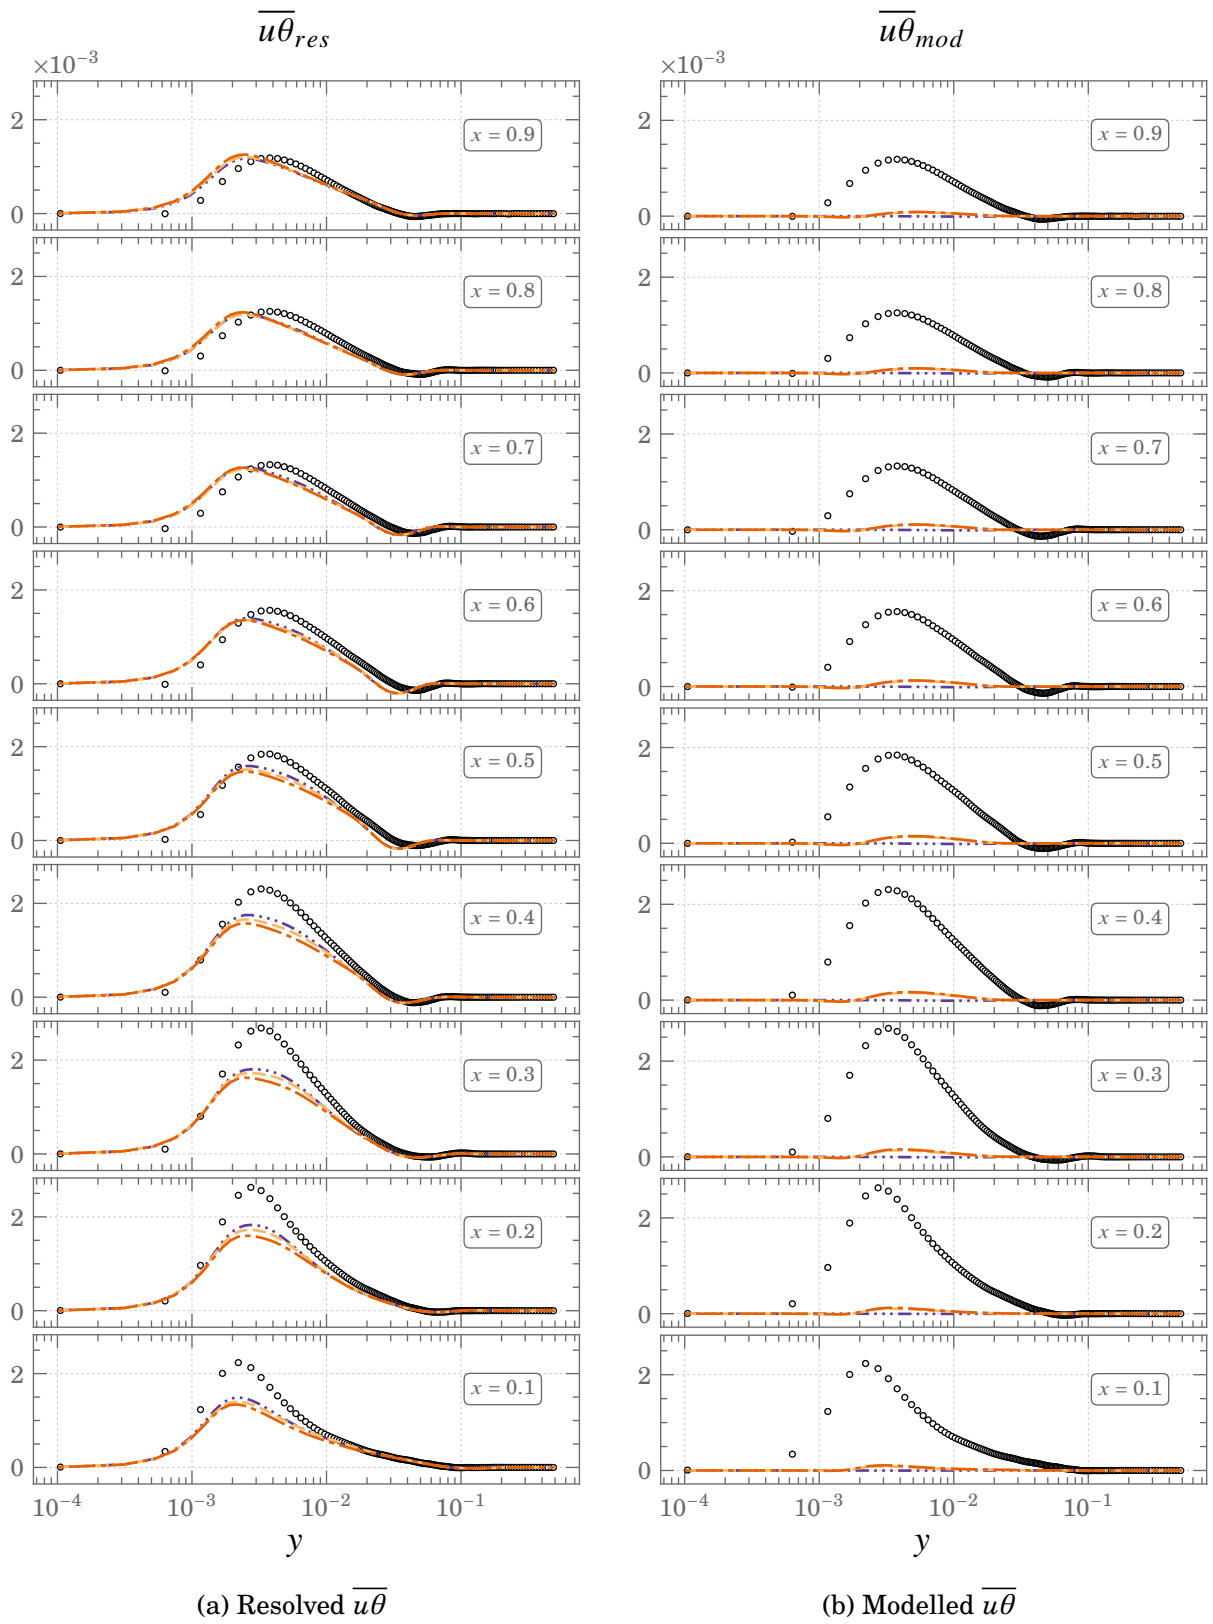 uθ_res
uθ_mod
×10⁻³
×10⁻³
2
0
x = 0.9
2
0
x = 0.9
2
0
x = 0.8
2
0
x = 0.8
2
0
x = 0.7
2
0
x = 0.7
2
0
x = 0.6
2
0
x = 0.6
2
0
x = 0.5
2
0
x = 0.5
2
0
x = 0.4
2
0
x = 0.4
2
0
x = 0.3
2
0
x = 0.3
2
0
x = 0.2
2
0
x = 0.2
2
0
x = 0.1
2
0
x = 0.1
10⁻⁴ 10⁻³ 10⁻² 10⁻¹
10⁻⁴ 10⁻³ 10⁻² 10⁻¹
y
y
(a) Resolved u̅θ̅
(b) Modelled u̅θ̅